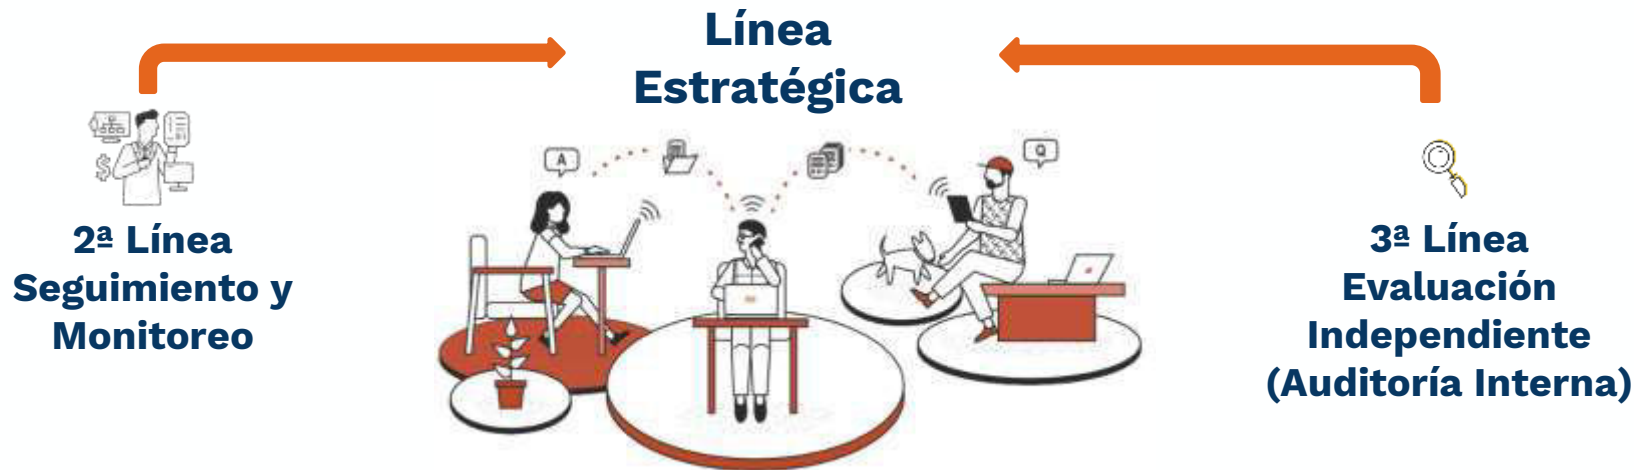 Línea
Estratégica
2ª Línea
Seguimiento y
Monitoreo
$
A
Q
3ª Línea
Evaluación
Independiente
(Auditoría Interna)